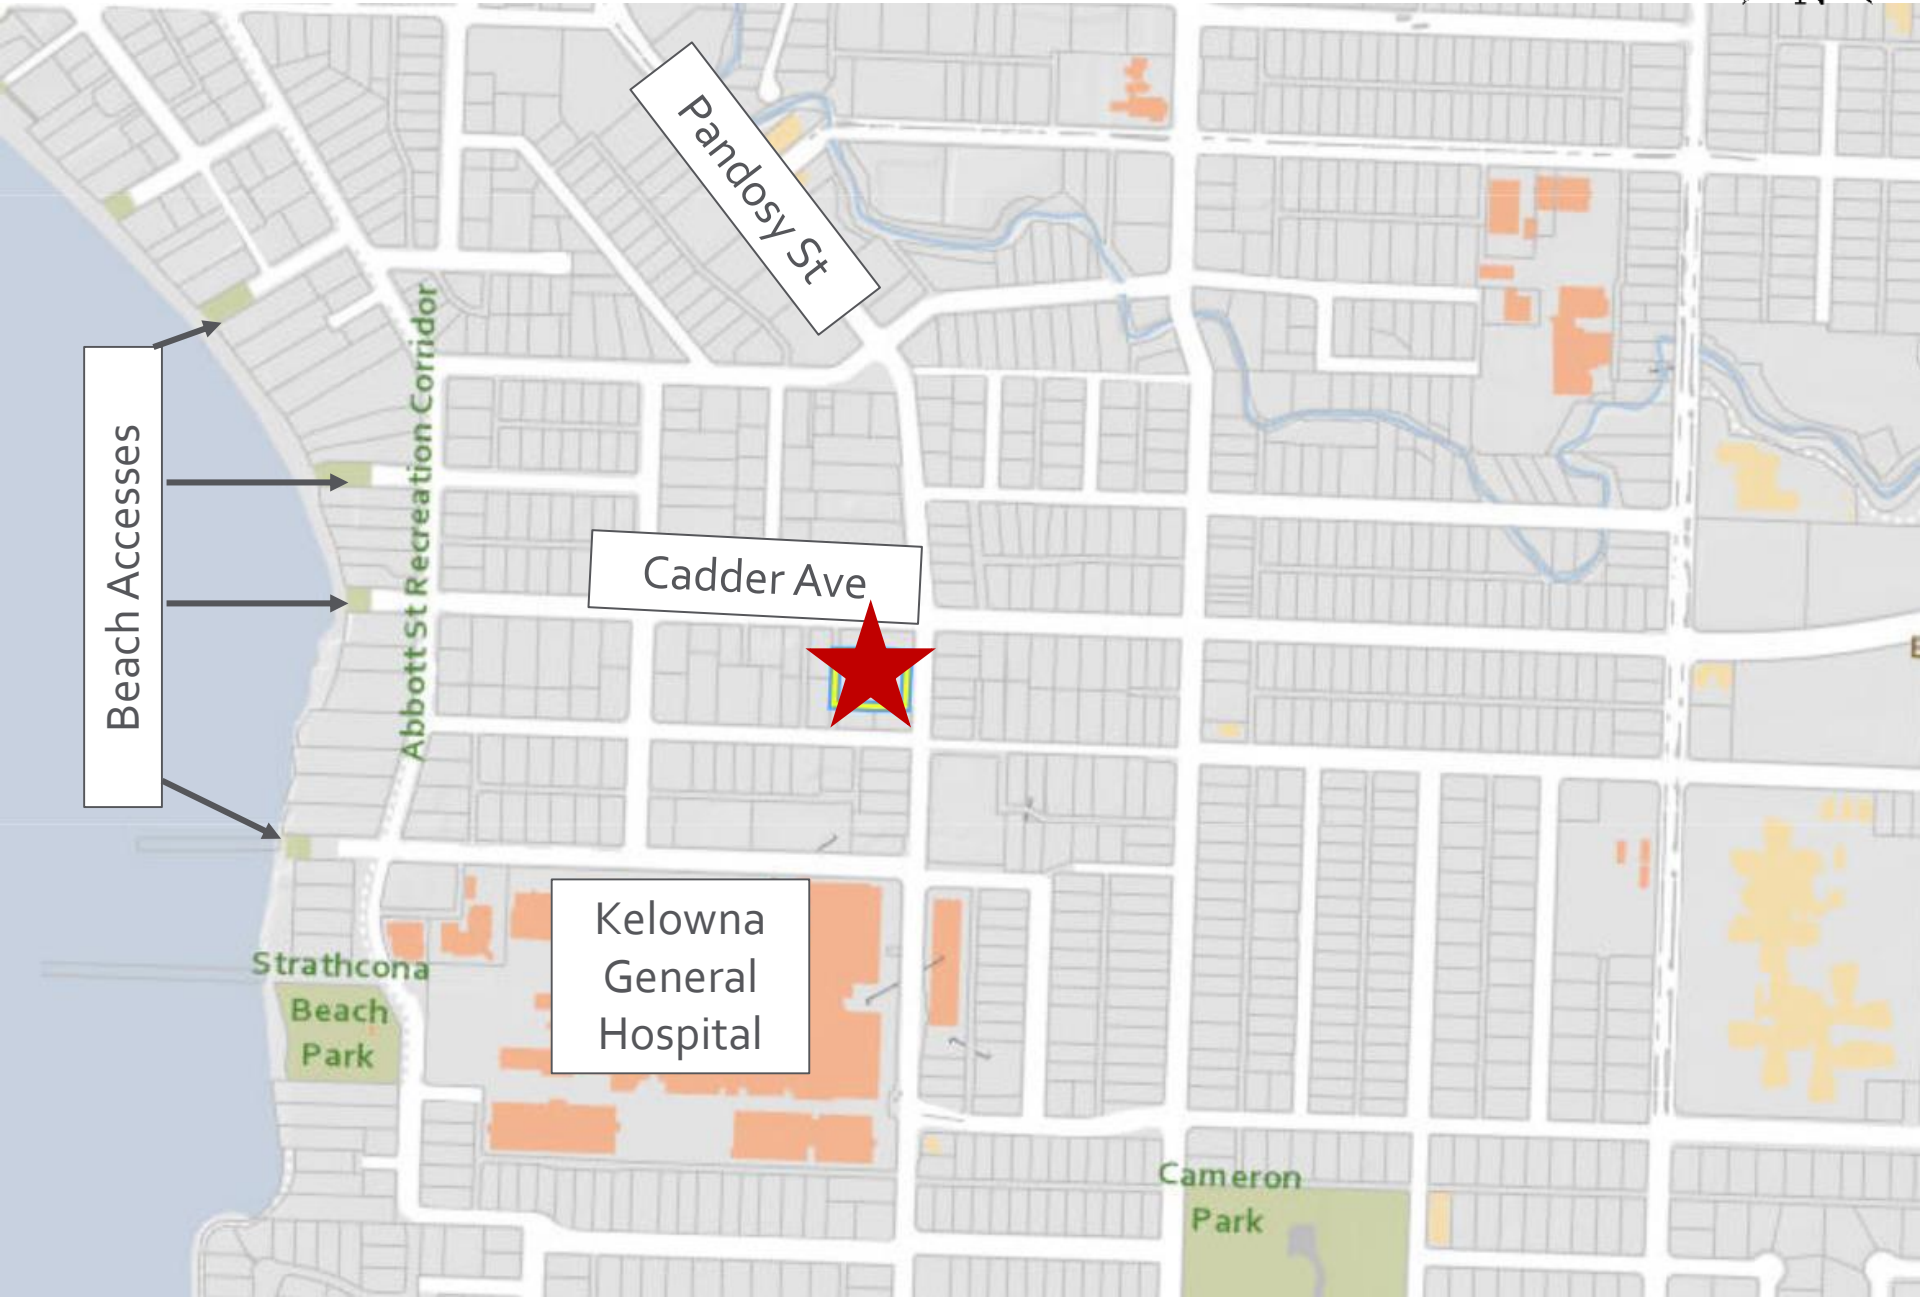 Pandosy St
Abbott St Recreation Corridor
Beach Accesses
Cadder Ave
Kelowna
General
Hospital
Strathcona
Beach
Park
Cameron
Park